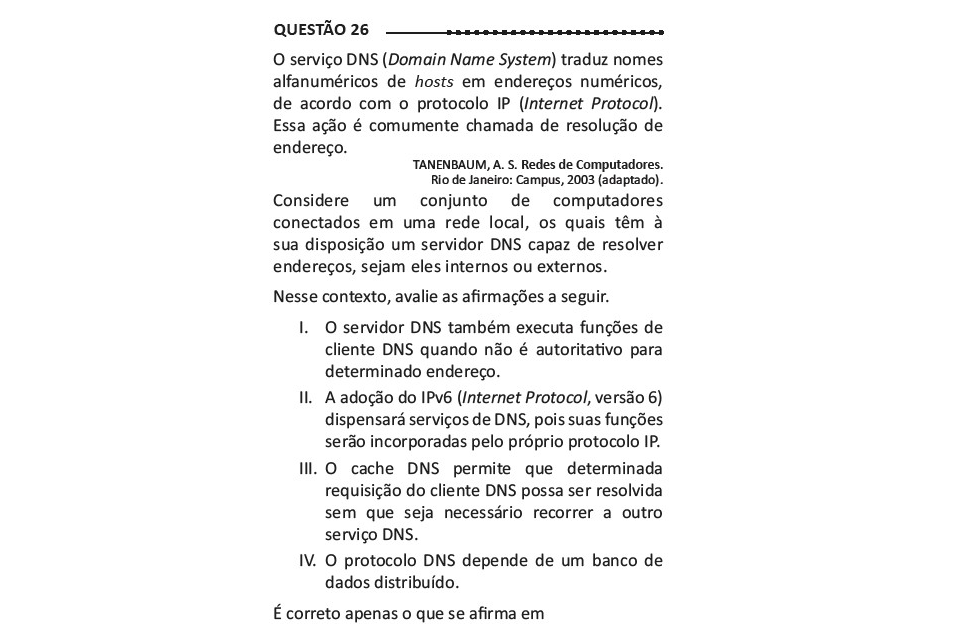 QUESTÃO 26
O serviço DNS (Domain Name System) traduz nomes
alfanuméricos de hosts em endereços numéricos,
de acordo com o protocolo IP (Internet Protocol).
Essa ação é comumente chamada de resolução de
endereço.
TANENBAUM, A. S. Redes de Computadores.
Rio de Janeiro: Campus, 2003 (adaptado).
Considere um conjunto de computadores
conectados em uma rede local, os quais têm à
sua disposição um servidor DNS capaz de resolver
endereços, sejam eles internos ou externos.
Nesse contexto, avalie as afirmações a seguir.
I. O servidor DNS também executa funções de
cliente DNS quando não é autoritativo para
determinado endereço.
II. A adoção do IPv6 (Internet Protocol, versão 6)
dispensará serviços de DNS, pois suas funções
serão incorporadas pelo próprio protocolo IP.
III. O cache DNS permite que determinada
requisição do cliente DNS possa ser resolvida
sem que seja necessário recorrer a outro
serviço DNS.
IV. O protocolo DNS depende de um banco de
dados distribuído.
É correto apenas o que se afirma em